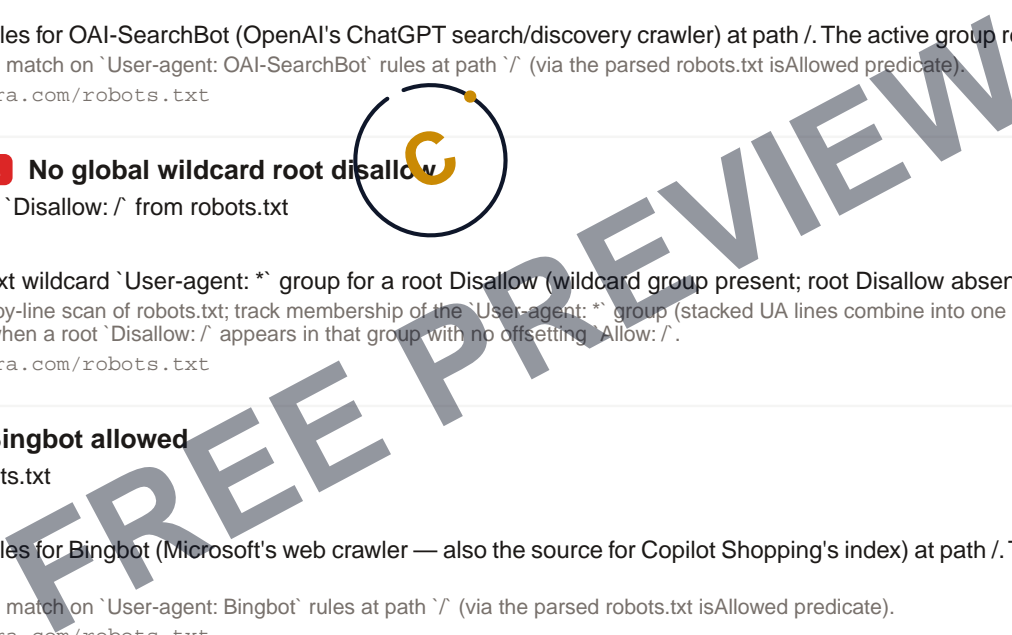 les for OAI-SearchBot (OpenAI's ChatGPT search/discovery crawler) at path /. The active group r
match on `User-agent: OAI-SearchBot` rules at path `/` (via the parsed robots.txt isAllowed predicate).
ra.com/robots.txt
No global wildcard root disallow
C
`Disallow: /` from robots.txt
xt wildcard `User-agent: *` group for a root Disallow (wildcard group present; root Disallow absen
by-line scan of robots.txt; track membership of the `User-agent: *` group (stacked UA lines combine into one
when a root `Disallow: /` appears in that group with no offsetting `Allow: /`.
ra.com/robots.txt
Bingbot allowed
ts.txt
les for Bingbot (Microsoft's web crawler — also the source for Copilot Shopping's index) at path /. T
match on `User-agent: Bingbot` rules at path `/` (via the parsed robots.txt isAllowed predicate).
ra.com/robots.txt
FREE PREVIEW